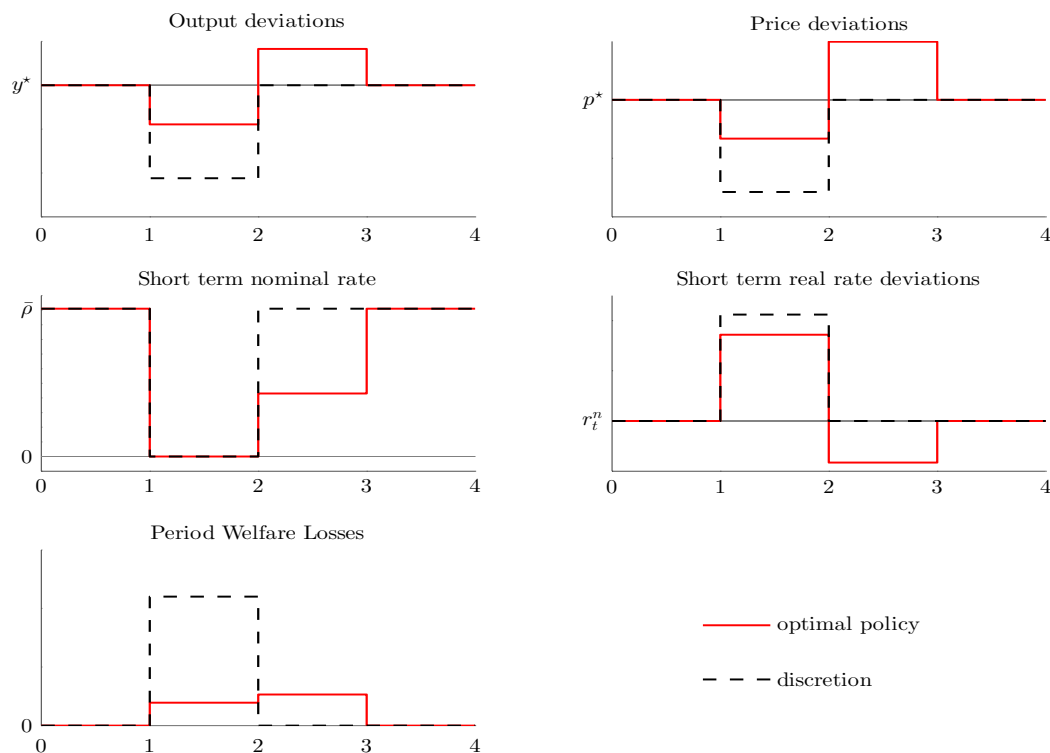 Output deviations
y⋆
0 1 2 3 4
Price deviations
p⋆
0 1 2 3 4
Short term nominal rate
ρ̄
0
0 1 2 3 4
Short term real rate deviations
r_t^n
0 1 2 3 4
Period Welfare Losses
0
0 1 2 3 4
optimal policy
discretion